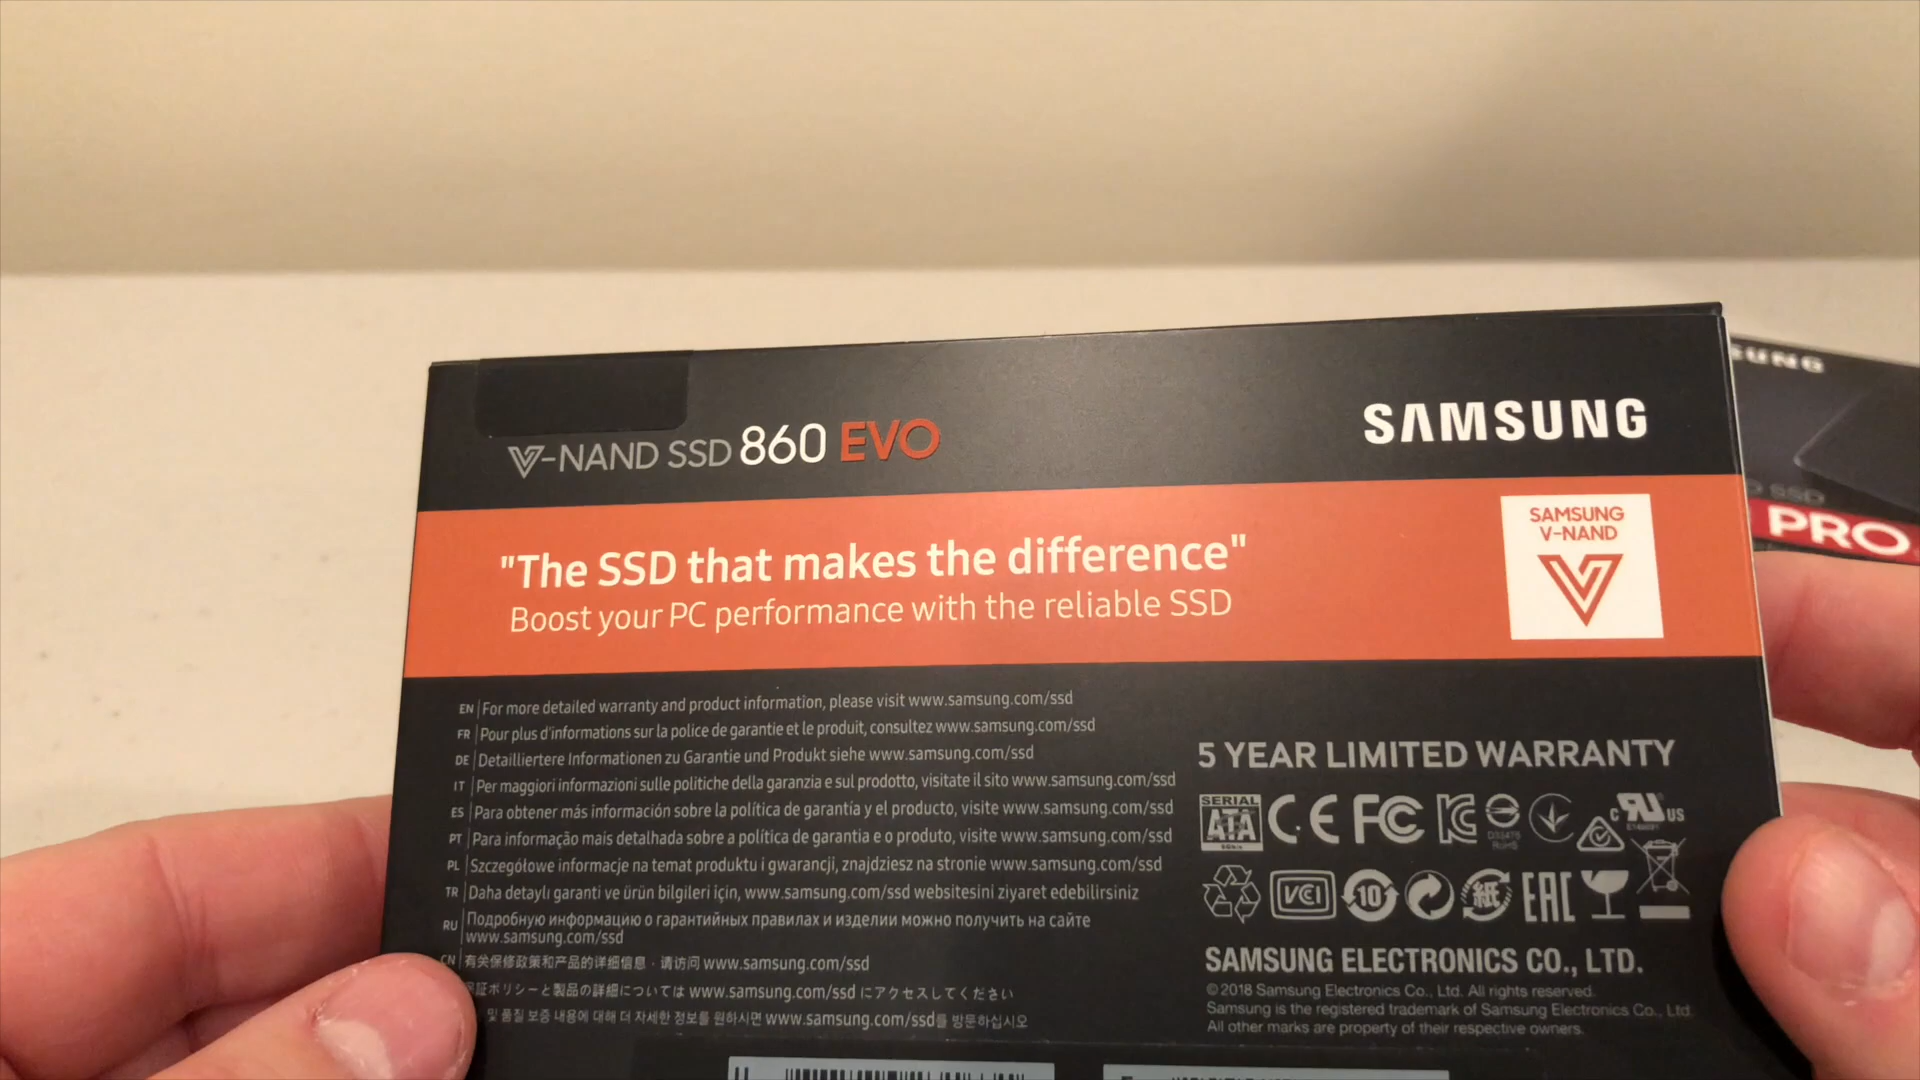 V-NAND SSD 860 EVO
SAMSUNG
"The SSD that makes the difference"
Boost your PC performance with the reliable SSD
SAMSUNG
V-NAND
EN For more detailed warranty and product information, please visit www.samsung.com/ssd
FR Pour plus d'informations sur la police de garantie et le produit, consultez www.samsung.com/ssd
DE Detailliertere Informationen zu Garantie und Produkt siehe www.samsung.com/ssd
IT Per maggiori informazioni sulle politiche della garanzia e sul prodotto, visitate il sito www.samsung.com/ssd
ES Para obtener más información sobre la política de garantía y el producto, visite www.samsung.com/ssd
PT Para informação mais detalhada sobre a política de garantia e o produto, visite www.samsung.com/ssd
PL Szczegółowe informacje na temat produktu i gwarancji, znajdziesz na stronie www.samsung.com/ssd
TR Daha detaylı garanti ve ürün bilgileri için, www.samsung.com/ssd websitesini ziyaret edebilirsiniz
RU Подробную информацию о гарантийных правилах и изделии можно получить на сайте
www.samsung.com/ssd
CN 有关保修政策和产品的详细信息，请访问 www.samsung.com/ssd
証ポリシーと製品の詳細については www.samsung.com/ssd にアクセスしてください
및 품질 보증 내용에 대해 더 자세한 정보를 원하시면 www.samsung.com/ssd를 방문하십시오
5 YEAR LIMITED WARRANTY
SERIAL
ATA
CE FC
C UR US
VCI 10 紙 EAC
SAMSUNG ELECTRONICS CO., LTD.
©2018 Samsung Electronics Co., Ltd. All rights reserved.
Samsung is the registered trademark of Samsung Electronics Co., Ltd.
All other marks are property of their respective owners.
SSD
PRO